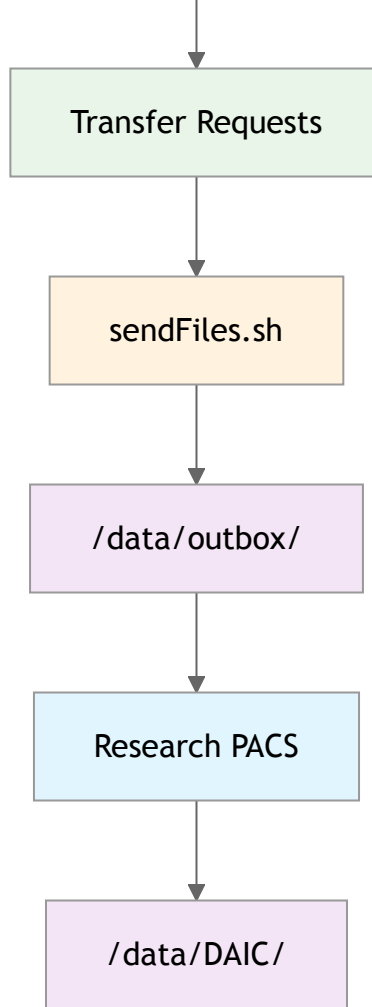 Transfer Requests
sendFiles.sh
/data/outbox/
Research PACS
/data/DAIC/